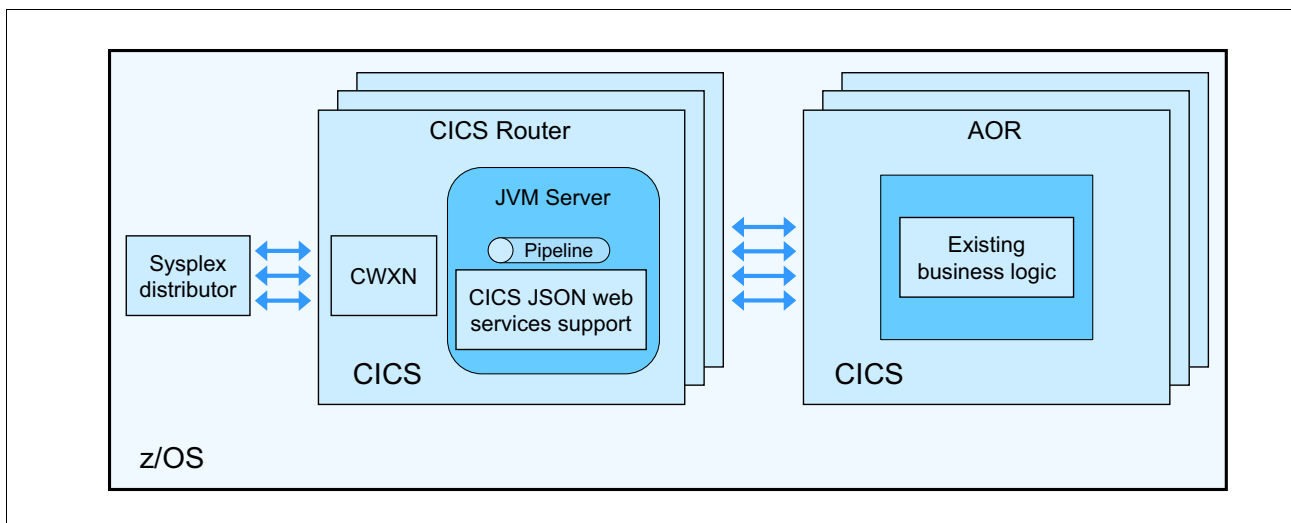 CICS Router
JVM Server
Pipeline
CICS JSON web
services support
CWXN
Sysplex
distributor
CICS
AOR
Existing
business logic
CICS
z/OS